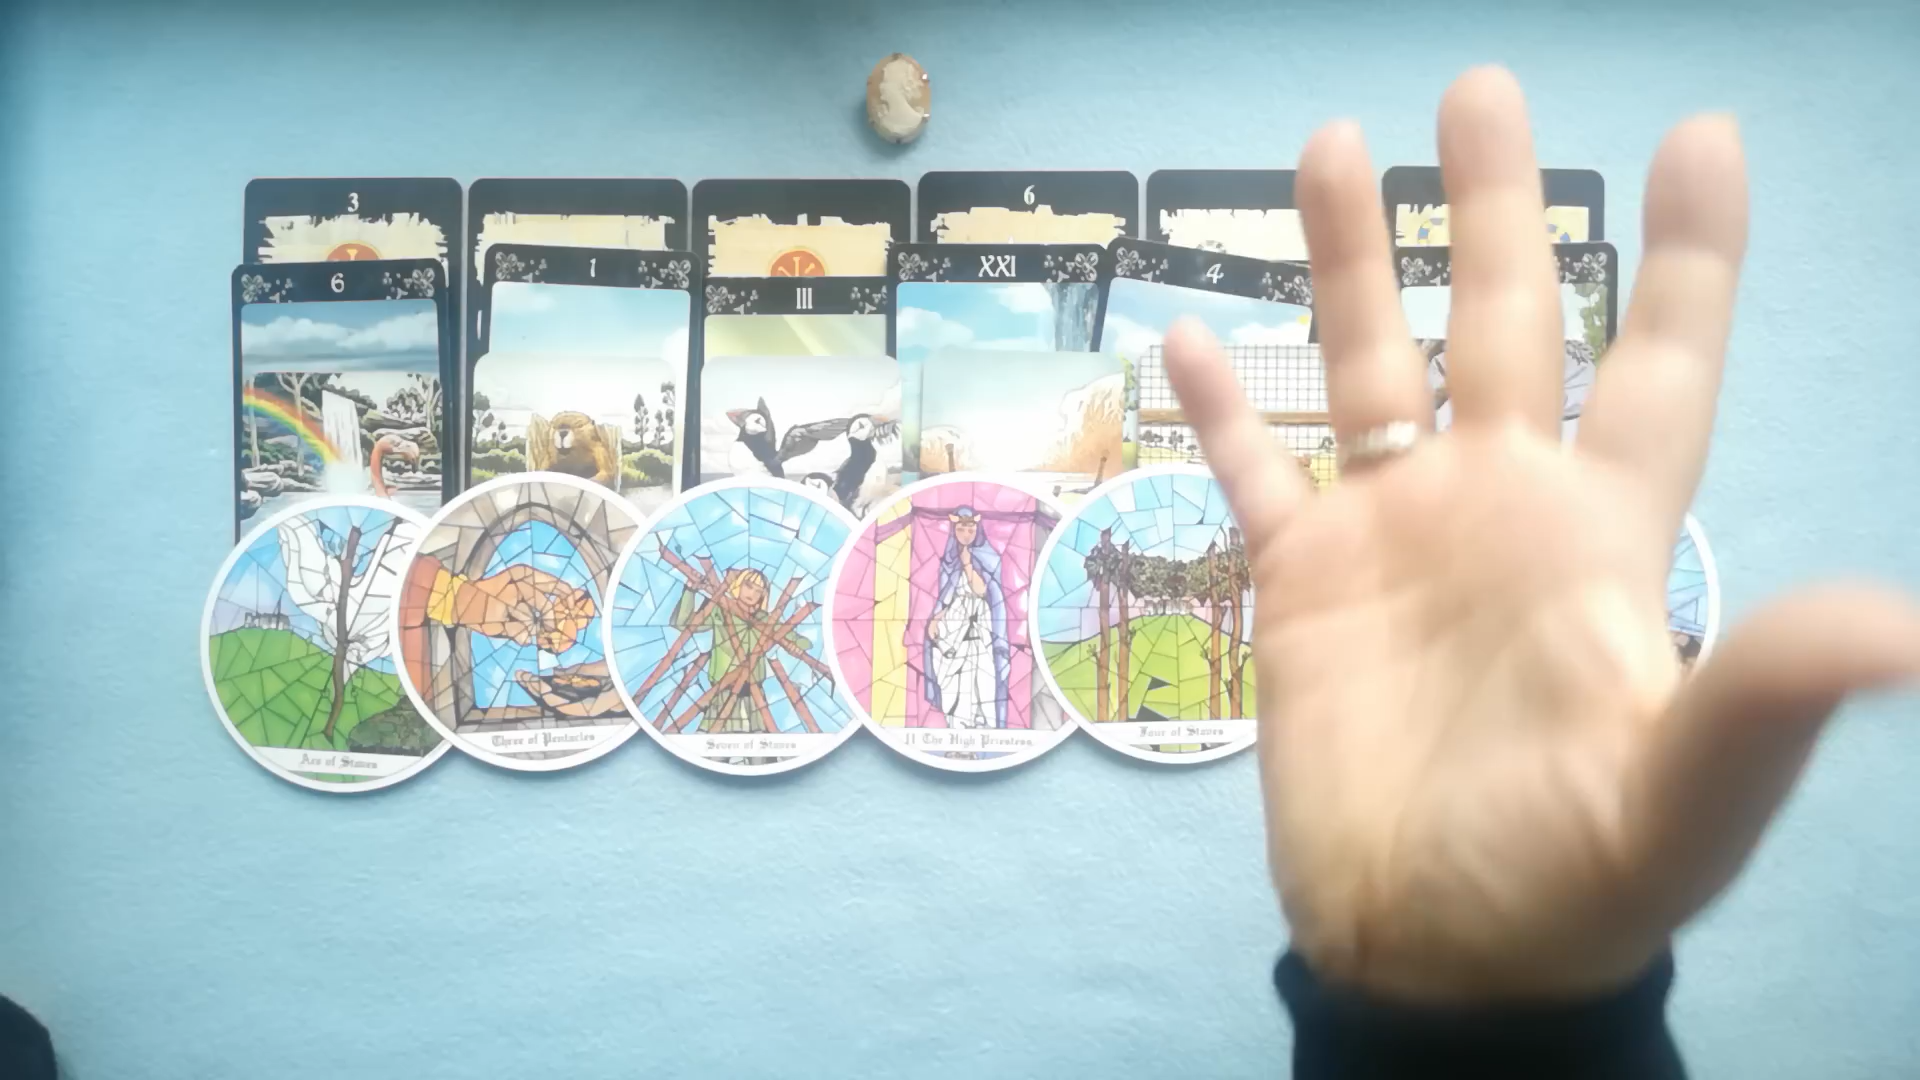 3
6
6
1
III
XXI
4
Ace of Staves
Three of Pentacles
Seven of Staves
II The High Priestess
Four of Staves